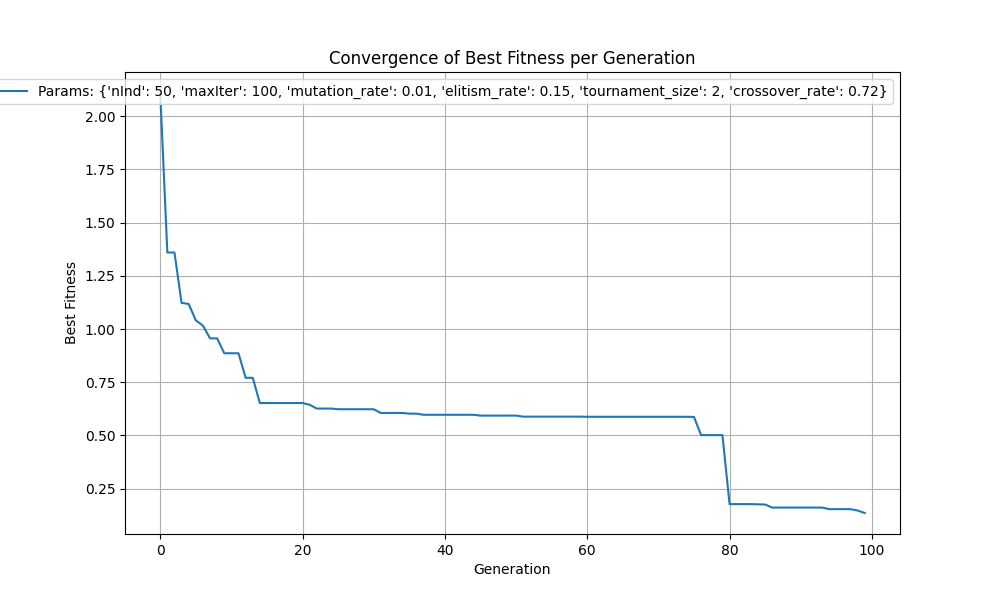 Convergence of Best Fitness per Generation
Params: {'nInd': 50, 'maxIter': 100, 'mutation_rate': 0.01, 'elitism_rate': 0.15, 'tournament_size': 2, 'crossover_rate': 0.72}
2.00
1.75
1.50
1.25
1.00
0.75
0.50
0.25
Best Fitness
0 20 40 60 80 100
Generation